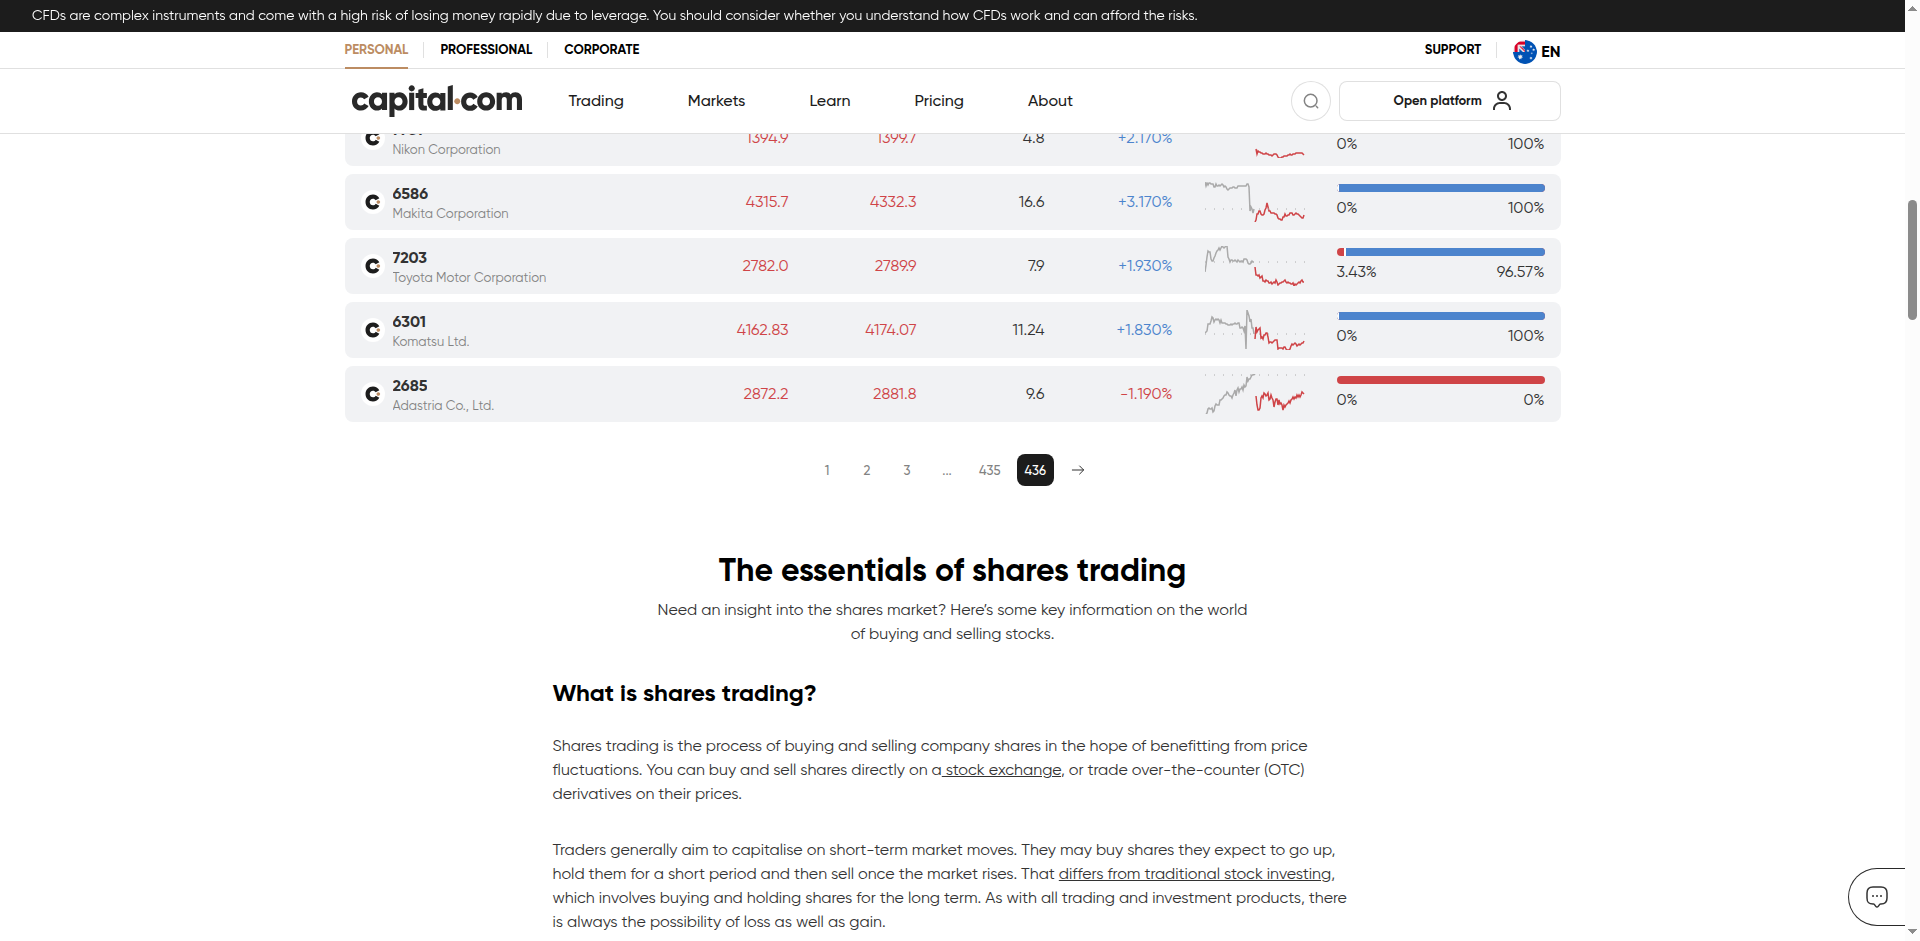 CFDs are complex instruments and come with a high risk of losing money rapidly due to leverage. You should consider whether you understand how CFDs work and can afford the risks.
PERSONAL PROFESSIONAL CORPORATE SUPPORT EN
capital.com Trading Markets Learn Pricing About Open platform
1394.9 1399.7 4.8 +2.170%
Nikon Corporation 0% 100%
6586
Makita Corporation 4315.7 4332.3 16.6 +3.170% 0% 100%
7203
Toyota Motor Corporation 2782.0 2789.9 7.9 +1.930% 3.43% 96.57%
6301
Komatsu Ltd. 4162.83 4174.07 11.24 +1.830% 0% 100%
2685
Adastria Co., Ltd. 2872.2 2881.8 9.6 -1.190% 0% 0%
1 2 3 ... 435 436
The essentials of shares trading
Need an insight into the shares market? Here’s some key information on the world
of buying and selling stocks.
What is shares trading?
Shares trading is the process of buying and selling company shares in the hope of benefitting from price
fluctuations. You can buy and sell shares directly on a stock exchange, or trade over-the-counter (OTC)
derivatives on their prices.
Traders generally aim to capitalise on short-term market moves. They may buy shares they expect to go up,
hold them for a short period and then sell once the market rises. That differs from traditional stock investing,
which involves buying and holding shares for the long term. As with all trading and investment products, there
is always the possibility of loss as well as gain.